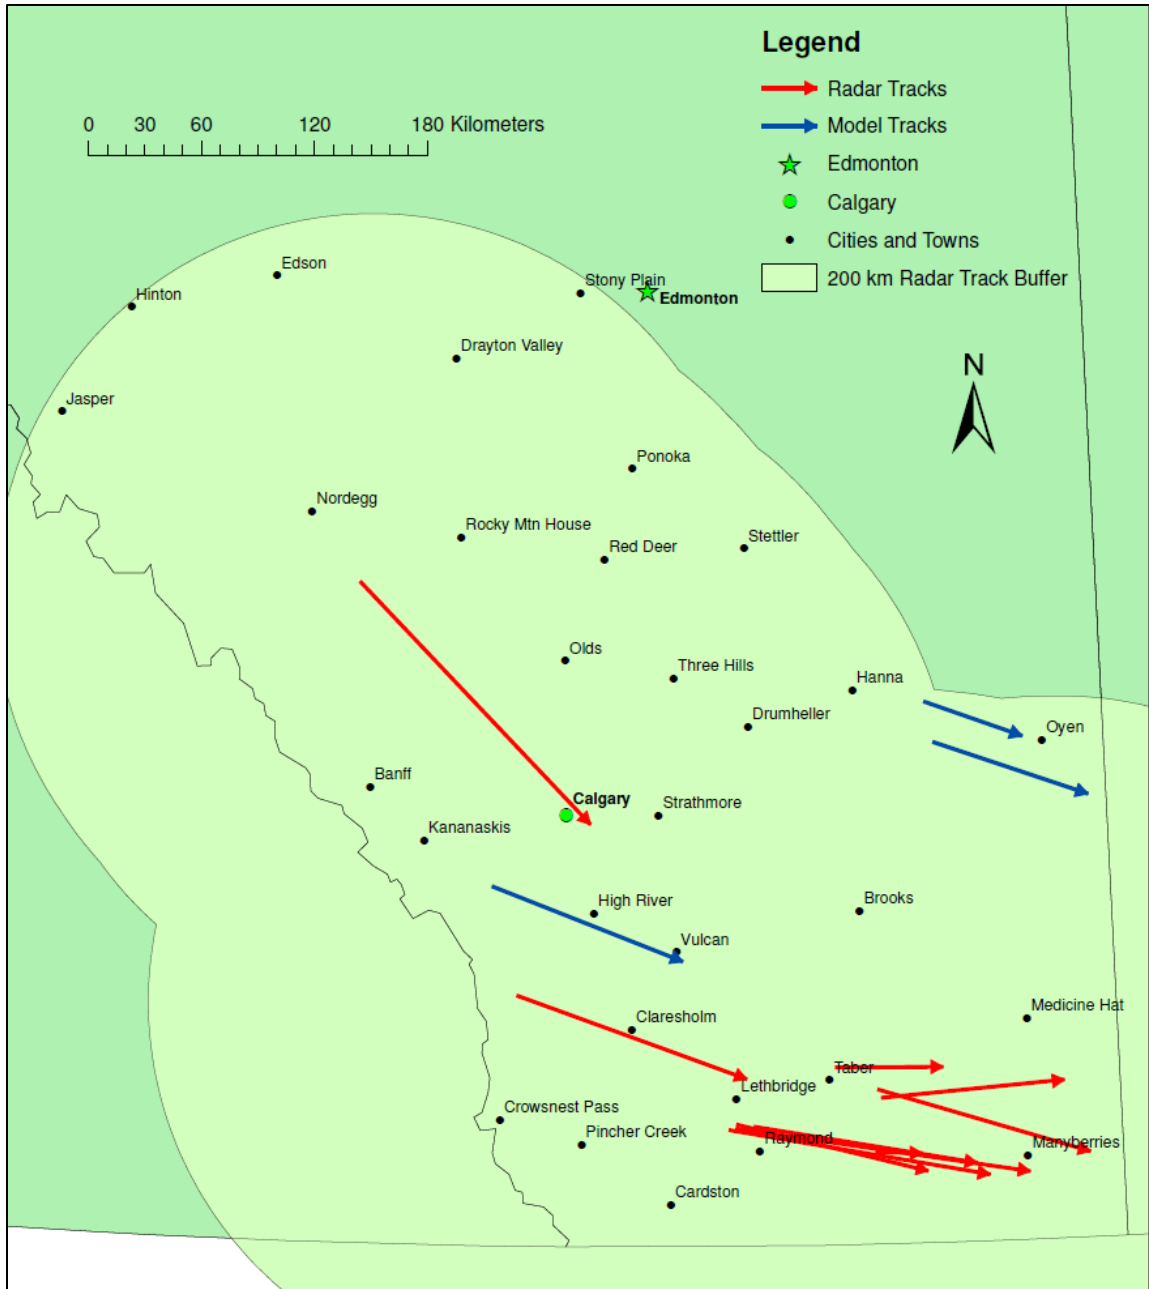 Legend
Radar Tracks
0 30 60 120 180 Kilometers
Model Tracks
Edmonton
Calgary
Cities and Towns
200 km Radar Track Buffer
Edson
Stony Plain
Hinton
Edmonton
Drayton Valley
N
Jasper
Ponoka
Nordegg
Rocky Mtn House
Stettler
Red Deer
Olds
Three Hills
Hanna
Drumheller
Oyen
Banff
Calgary
Strathmore
Kananaskis
High River
Brooks
Vulcan
Medicine Hat
Claresholm
Taber
Lethbridge
Crowsnest Pass
Pincher Creek
Raymond
Manyberries
Cardston